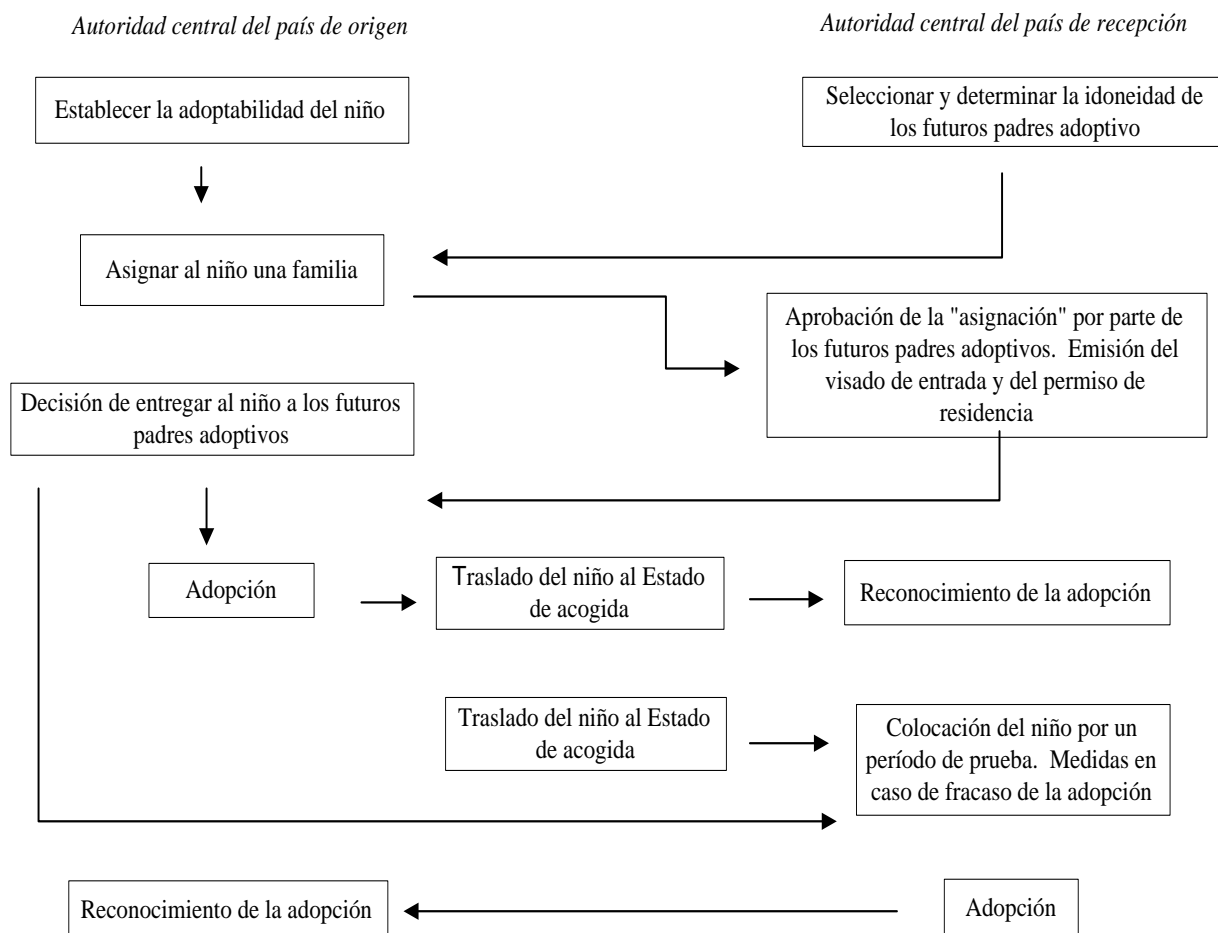 Autoridad central del país de origen
Autoridad central del país de recepción
Establecer la adoptabilidad del niño
Seleccionar y determinar la idoneidad de
los futuros padres adoptivo
Asignar al niño una familia
Aprobación de la "asignación" por parte de
los futuros padres adoptivos. Emisión del
visado de entrada y del permiso de
residencia
Decisión de entregar al niño a los futuros
padres adoptivos
Adopción
Traslado del niño al Estado
de acogida
Reconocimiento de la adopción
Traslado del niño al Estado
de acogida
Colocación del niño por un
período de prueba. Medidas en
caso de fracaso de la adopción
Reconocimiento de la adopción
Adopción